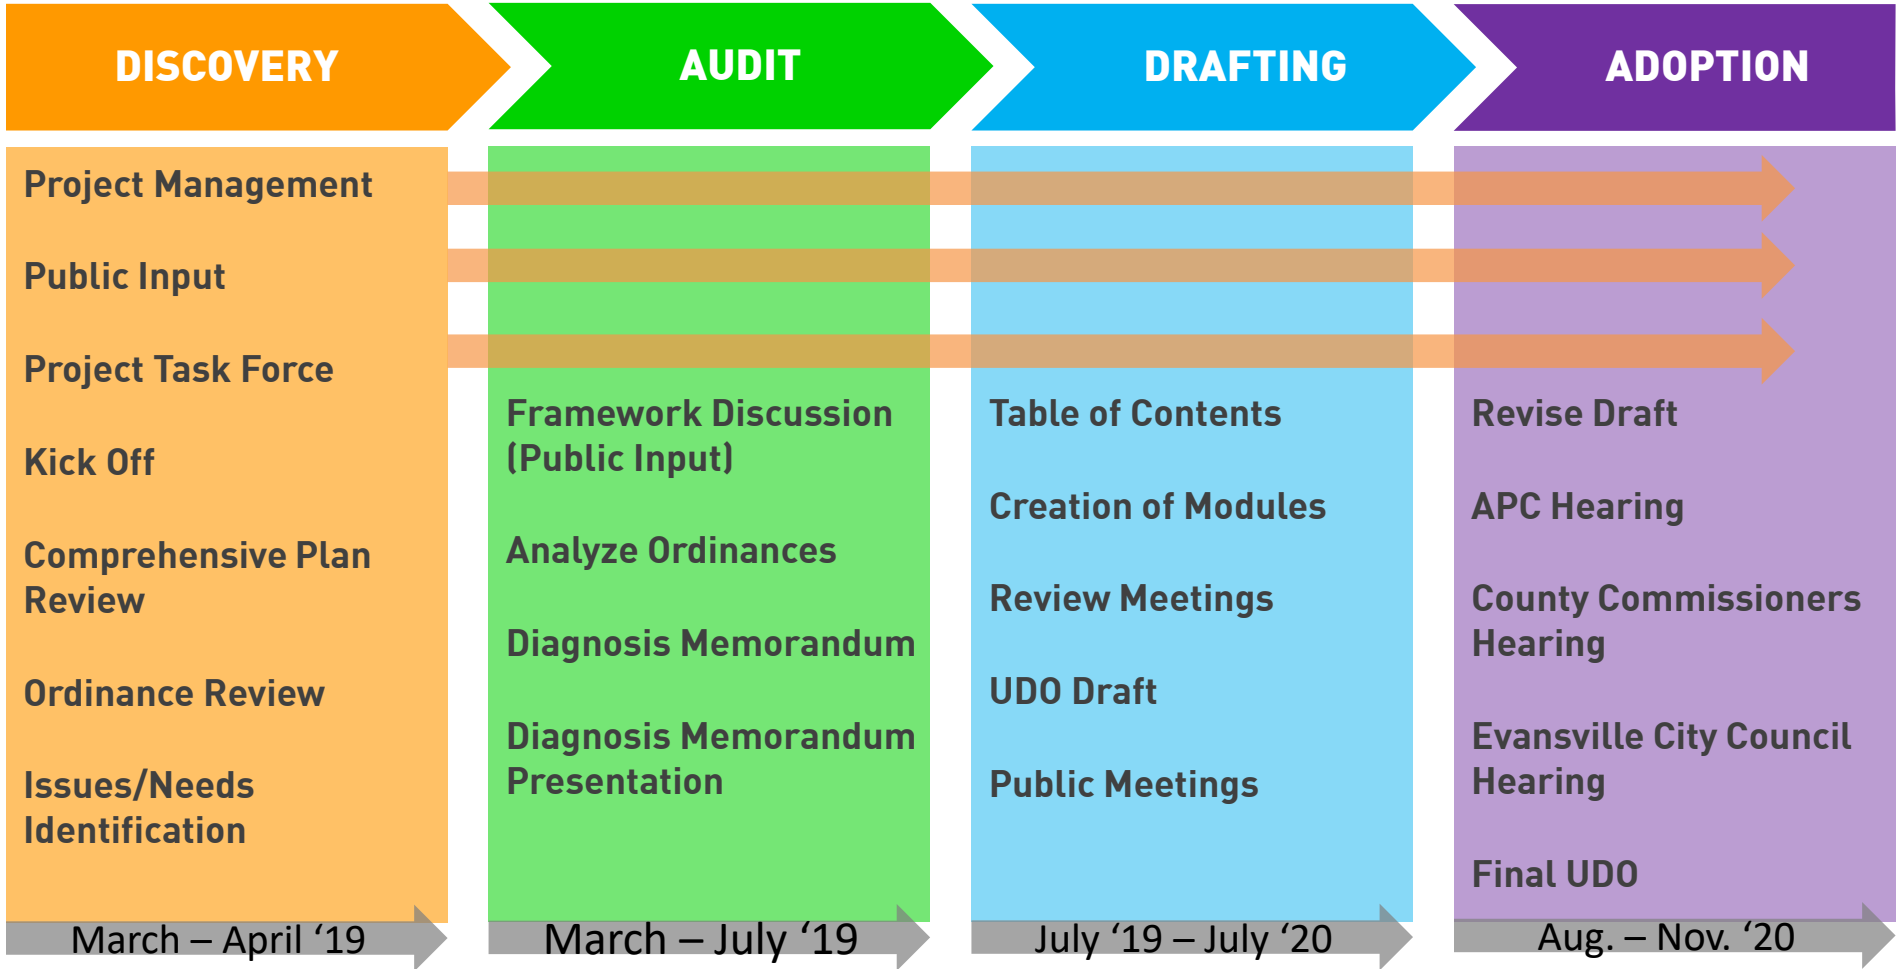 DISCOVERY
AUDIT
DRAFTING
ADOPTION
Project Management
Public Input
Project Task Force
Kick Off
Comprehensive Plan
Review
Ordinance Review
Issues/Needs
Identification
March – April ‘19
Framework Discussion
(Public Input)
Analyze Ordinances
Diagnosis Memorandum
Diagnosis Memorandum
Presentation
March – July ‘19
Table of Contents
Creation of Modules
Review Meetings
UDO Draft
Public Meetings
July ‘19 – July ‘20
Revise Draft
APC Hearing
County Commissioners
Hearing
Evansville City Council
Hearing
Final UDO
Aug. – Nov. ‘20